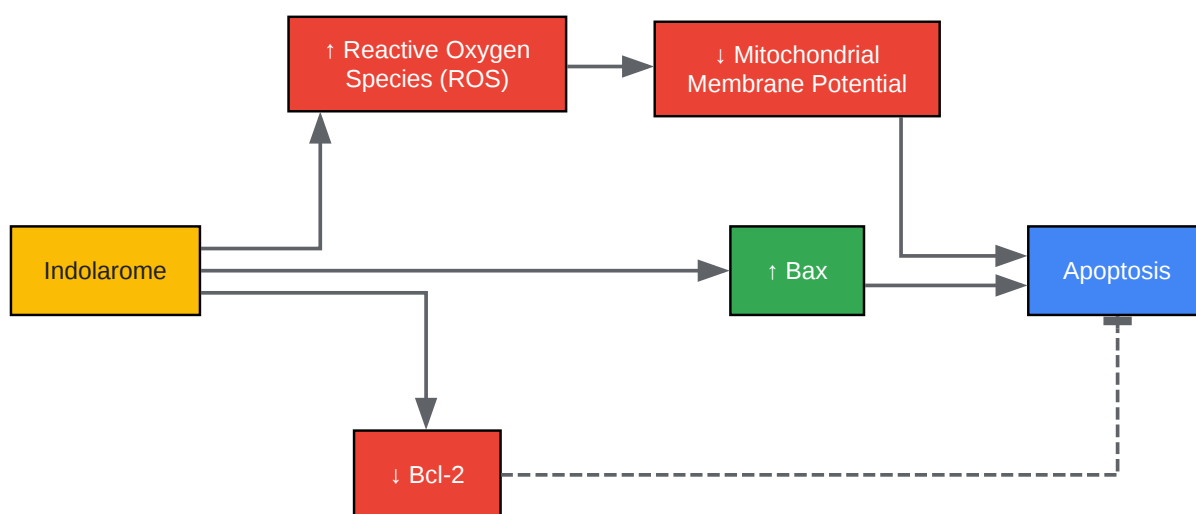 ↑ Reactive Oxygen
Species (ROS)
↓ Mitochondrial
Membrane Potential
Indolarome
↑ Bax
Apoptosis
↓ Bcl-2